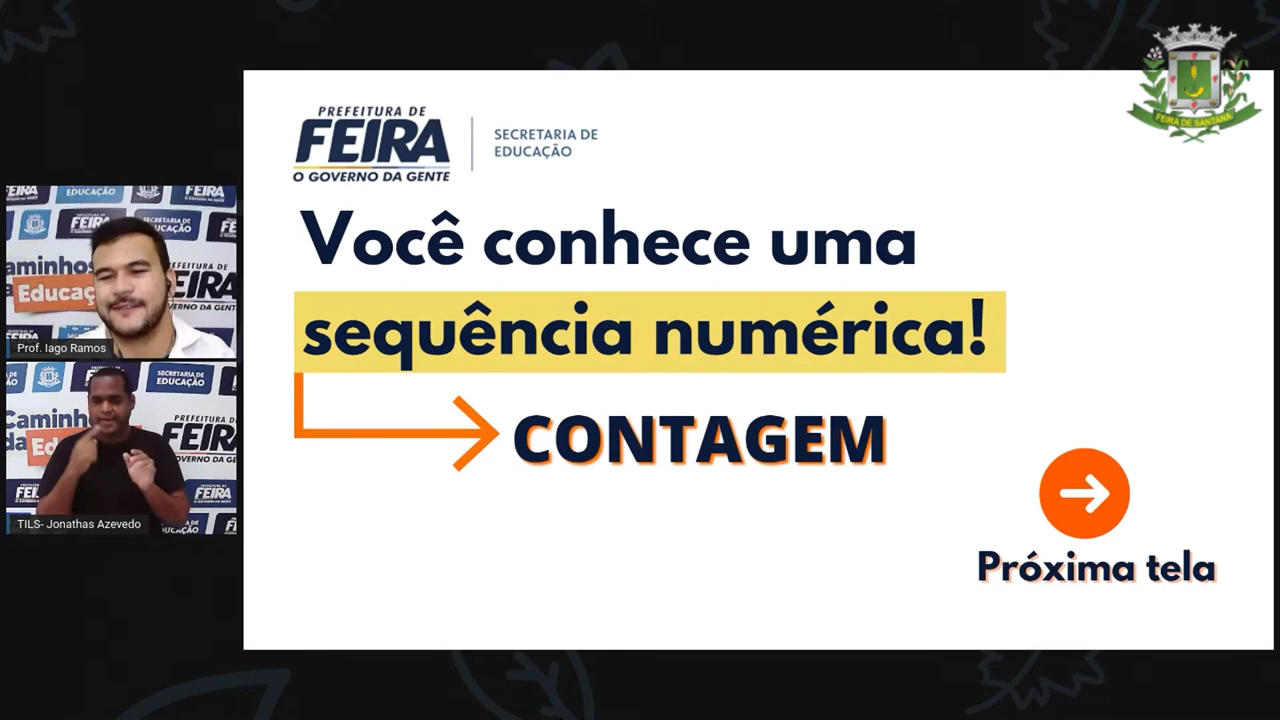 PREFEITURA DE
FEIRA
O GOVERNO DA GENTE
SECRETARIA DE
EDUCAÇÃO
FEIRA DE SANTANA
Você conhece uma
sequência numérica!
CONTAGEM
Próxima tela
Prof. Iago Ramos
TILS- Jonathas Azevedo